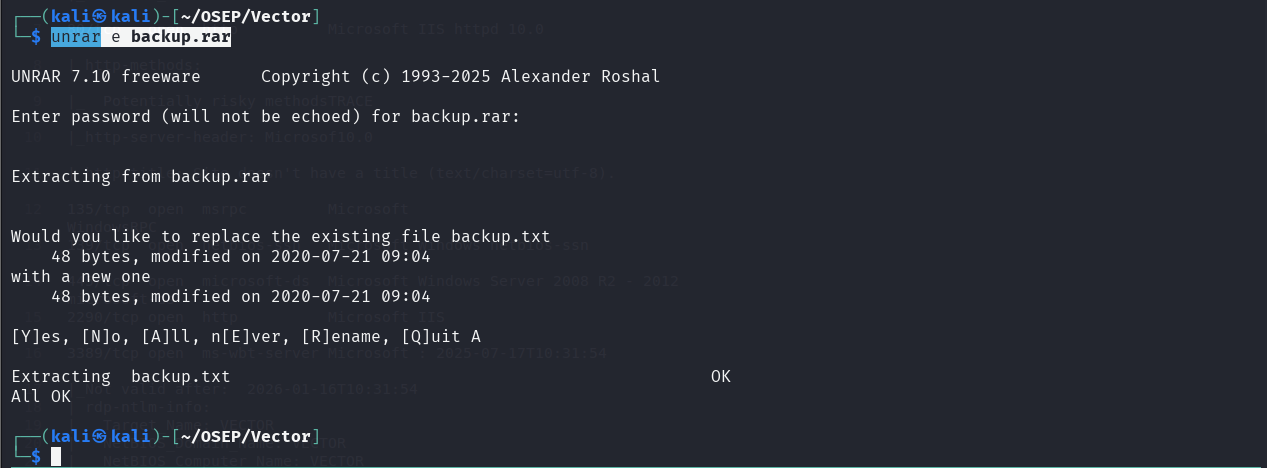 ┌──(kali㉿kali)-[~/OSEP/Vector]
└─$ unrar e backup.rar
UNRAR 7.10 freeware      Copyright (c) 1993-2025 Alexander Roshal
Enter password (will not be echoed) for backup.rar:
Extracting from backup.rar
Would you like to replace the existing file backup.txt
    48 bytes, modified on 2020-07-21 09:04
with a new one
    48 bytes, modified on 2020-07-21 09:04
[Y]es, [N]o, [A]ll, n[E]ver, [R]ename, [Q]uit A
Extracting  backup.txt                                                OK
All OK
┌──(kali㉿kali)-[~/OSEP/Vector]
└─$